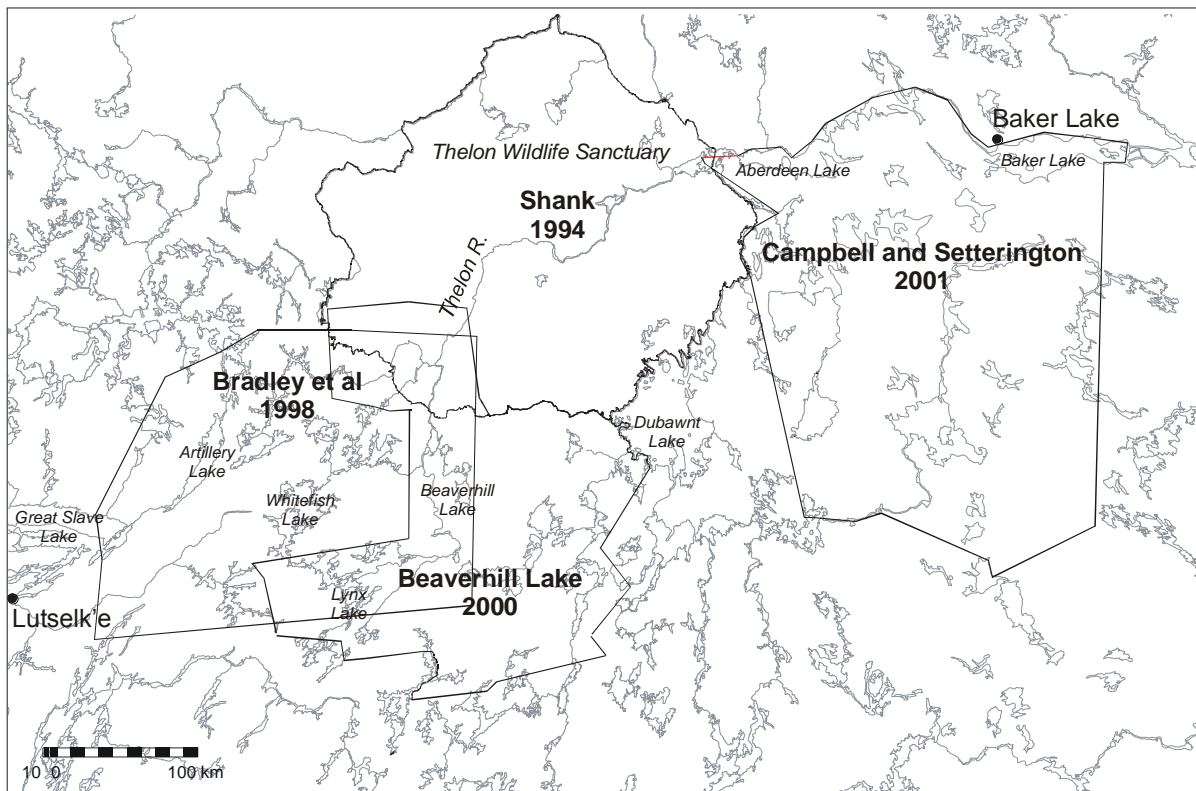 Baker Lake
Thelon Wildlife Sanctuary
Aberdeen Lake
Baker Lake
Shank
1994
Thelon R.
Campbell and Setterington
2001
Bradley et al
1998
Artillery
Lake
Dubawnt
Lake
Whitefish
Lake
Beaverhill
Lake
Great Slave
Lake
Beaverhill Lake
2000
Lynx
Lake
Lutselk'e
10 0 100 km